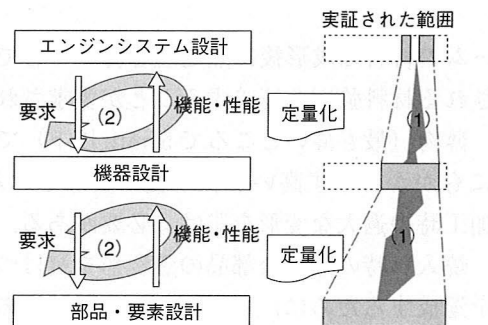 実証された範囲
エンジンシステム設計
要求
(2)
機能・性能
定量化
(1)
機器設計
要求
(2)
機能・性能
定量化
(1)
部品・要素設計